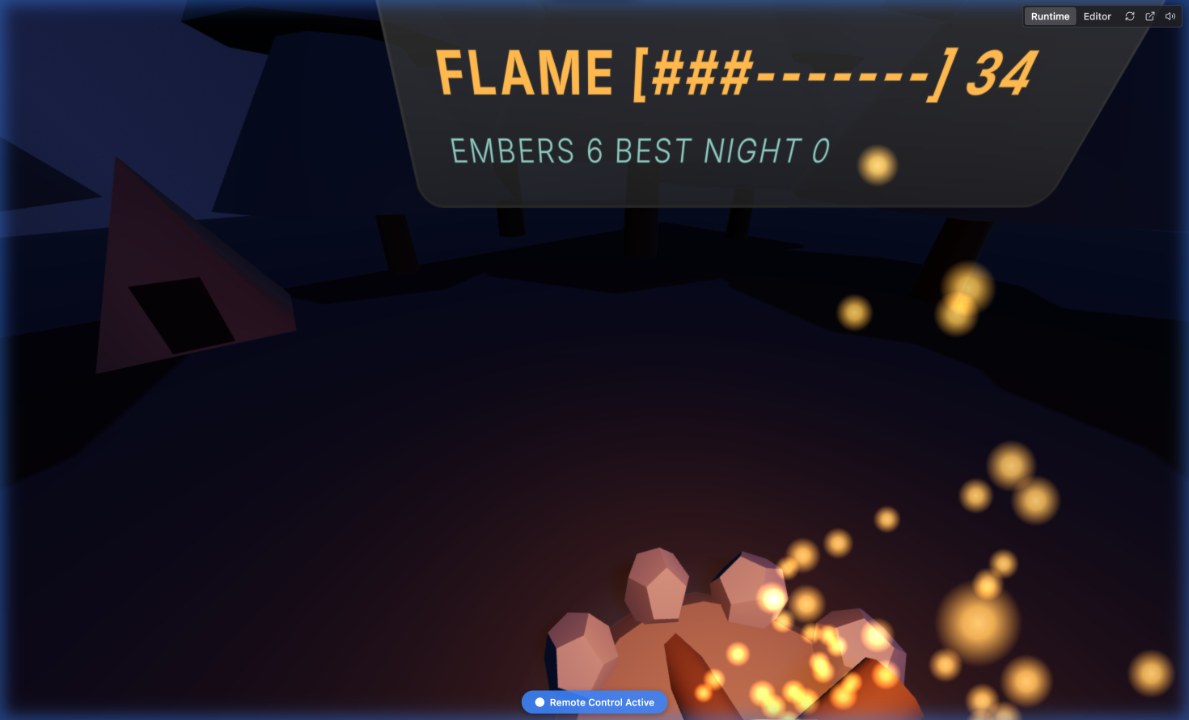 Runtime Editor
FLAME [###-------] 34
EMBERS 6 BEST NIGHT 0
Remote Control Active